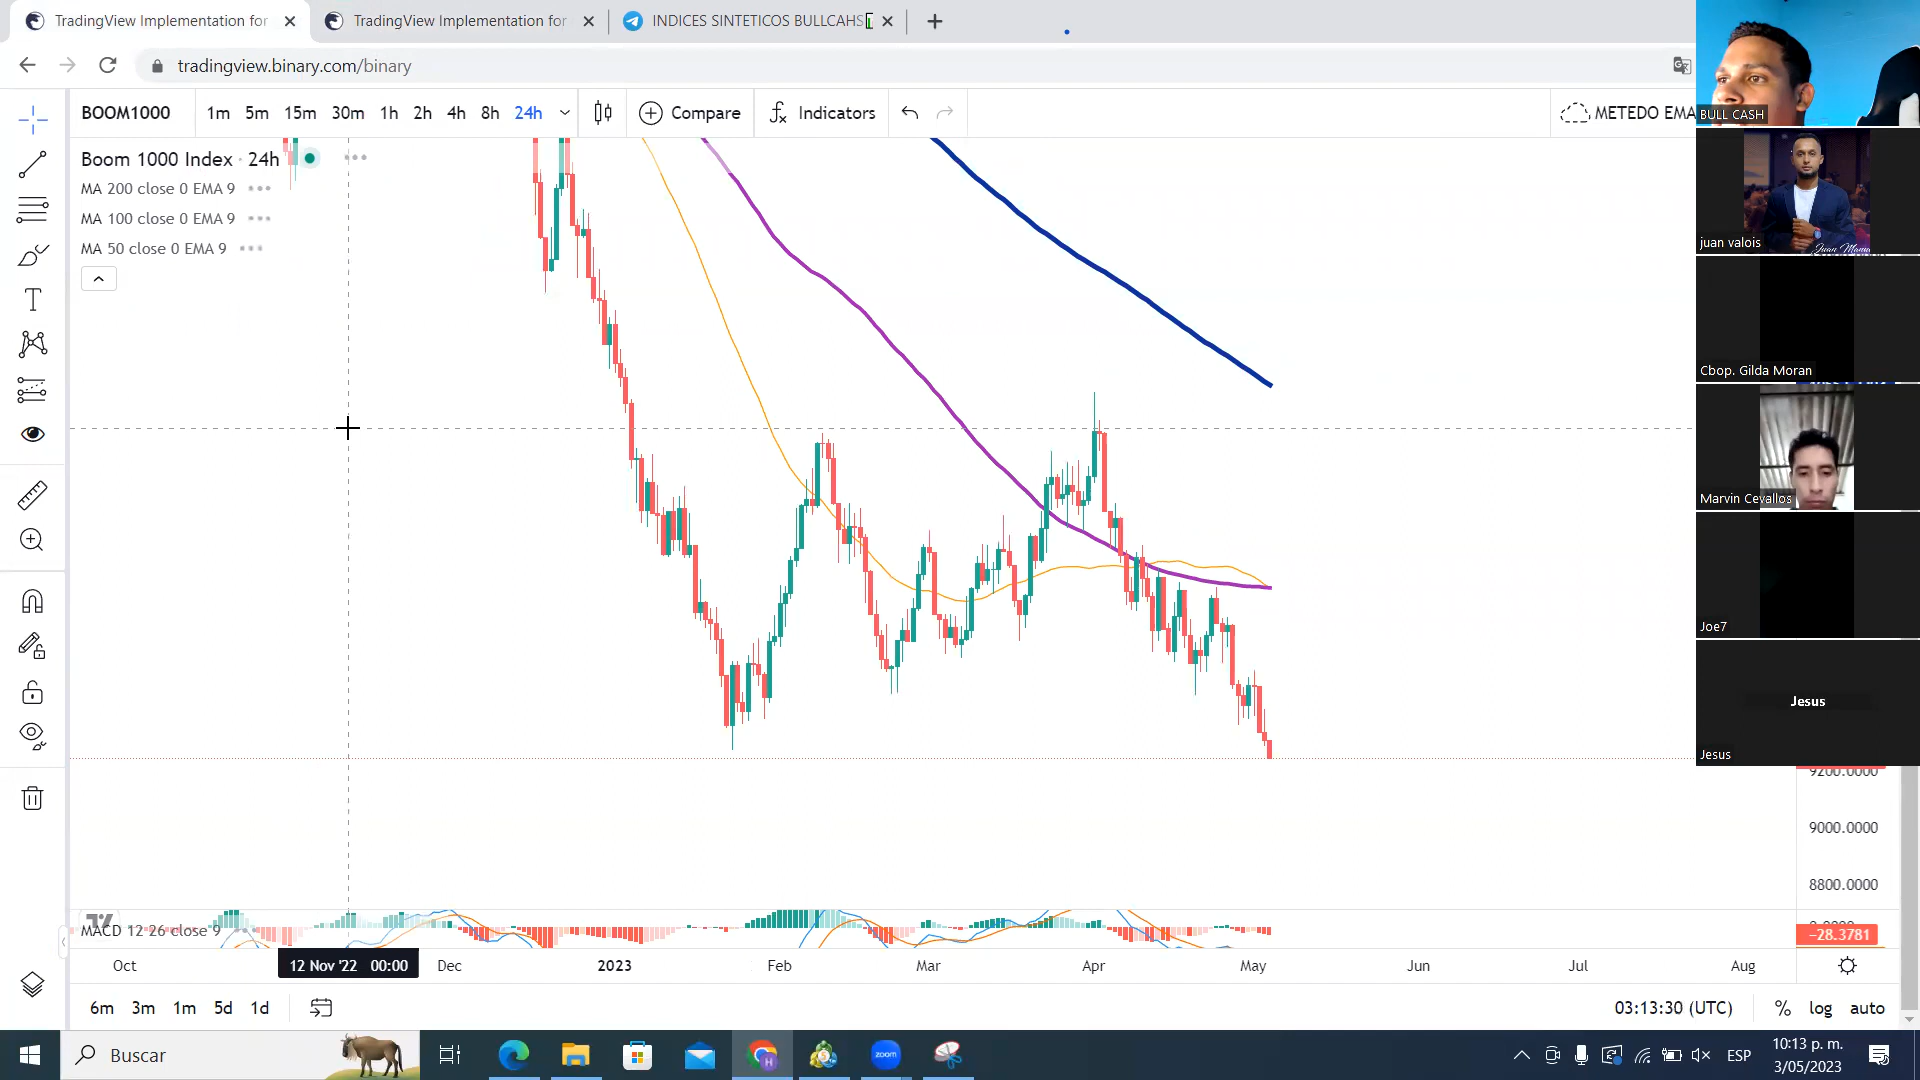 TradingView Implementation for
TradingView Implementation for
INDICES SINTETICOS BULLCAHS
tradingview.binary.com/binary
BOOM1000
1m 5m 15m 30m 1h 2h 4h 8h 24h
Compare
Indicators
METEDO EMA
Boom 1000 Index · 24h
MA 200 close 0 EMA 9
MA 100 close 0 EMA 9
MA 50 close 0 EMA 9
BULL CASH
juan valois
Cbop. Gilda Moran
Marvin Cevallos
Joe7
Jesus
Jesus
9200.0000
9000.0000
8800.0000
MACD 12 26 close 9
−28.3781
Oct
12 Nov '22 00:00
Dec
2023
Feb
Mar
Apr
May
Jun
Jul
Aug
6m 3m 1m 5d 1d
03:13:30 (UTC)
% log auto
Buscar
zoom
ESP
10:13 p. m.
3/05/2023